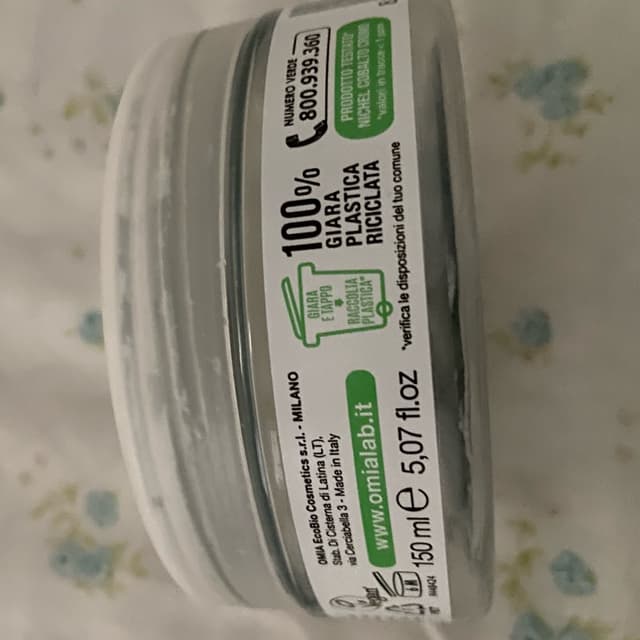 NUMERO VERDE
800.939.360
PRODOTTO TESTATO*
NICHEL COBALTO CROMO
*valori in tracce < 1 ppm
100%
GIARA
PLASTICA
RICICLATA
GIARA
E TAPPO
RACCOLTA
PLASTICA*
*verifica le disposizioni del tuo comune
OMIA EcoBio Cosmetics s.r.l. - MILANO
Stab. Di Cisterna di Latina (LT),
via Cerciabella 3 - Made in Italy
www.omialab.it
150 ml e 5,07 fl.oz
6 M